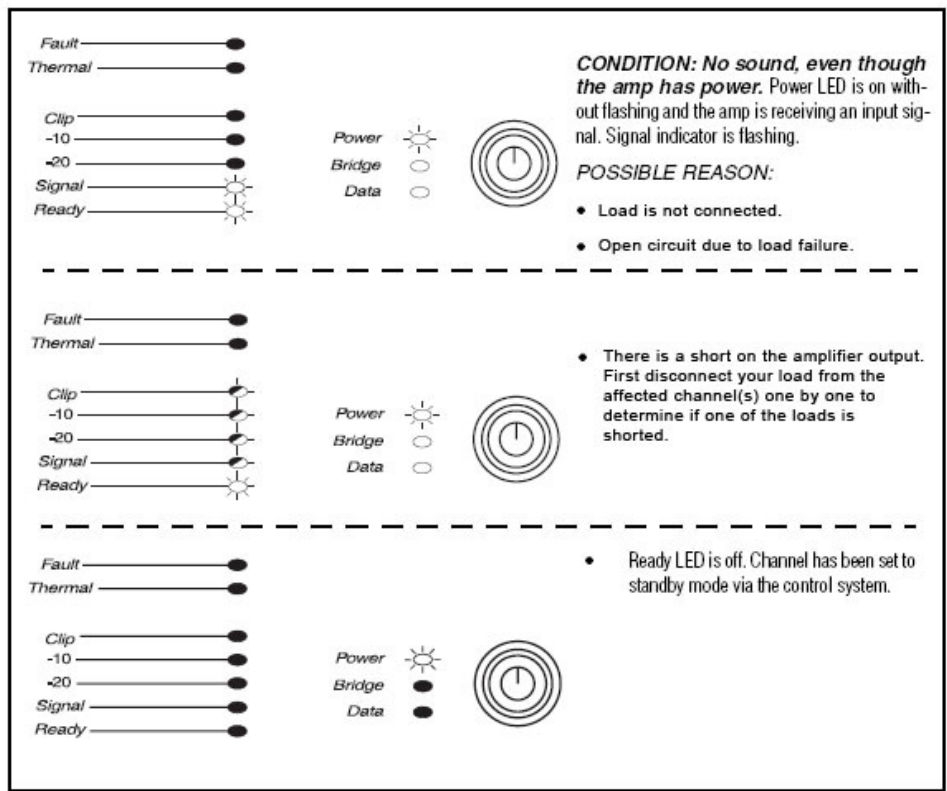 Fault
Thermal
Clip
-10
-20
Signal
Ready
Power
Bridge
Data
CONDITION: No sound, even though
the amp has power. Power LED is on with-
out flashing and the amp is receiving an input sig-
nal. Signal indicator is flashing.
POSSIBLE REASON:
• Load is not connected.
• Open circuit due to load failure.
Fault
Thermal
Clip
-10
-20
Signal
Ready
Power
Bridge
Data
• There is a short on the amplifier output.
First disconnect your load from the
affected channel(s) one by one to
determine if one of the loads is
shorted.
Fault
Thermal
Clip
-10
-20
Signal
Ready
Power
Bridge
Data
• Ready LED is off. Channel has been set to
standby mode via the control system.